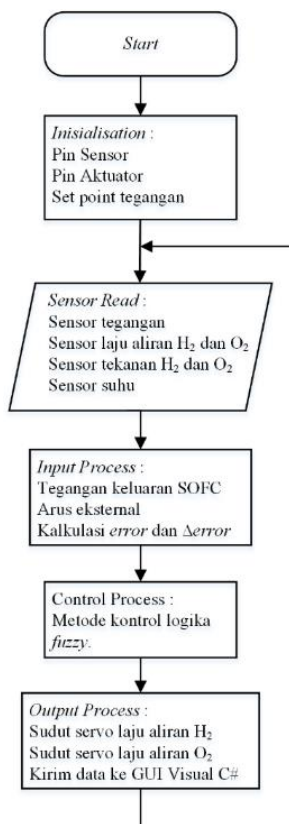 Start
Inisialisation :
Pin Sensor
Pin Aktuator
Set point tegangan
Sensor Read :
Sensor tegangan
Sensor laju aliran H₂ dan O₂
Sensor tekanan H₂ dan O₂
Sensor suhu
Input Process :
Tegangan keluaran SOFC
Arus eksternal
Kalkulasi error dan Δerror
Control Process :
Metode kontrol logika
fuzzy.
Output Process :
Sudut servo laju aliran H₂
Sudut servo laju aliran O₂
Kirim data ke GUI Visual C#